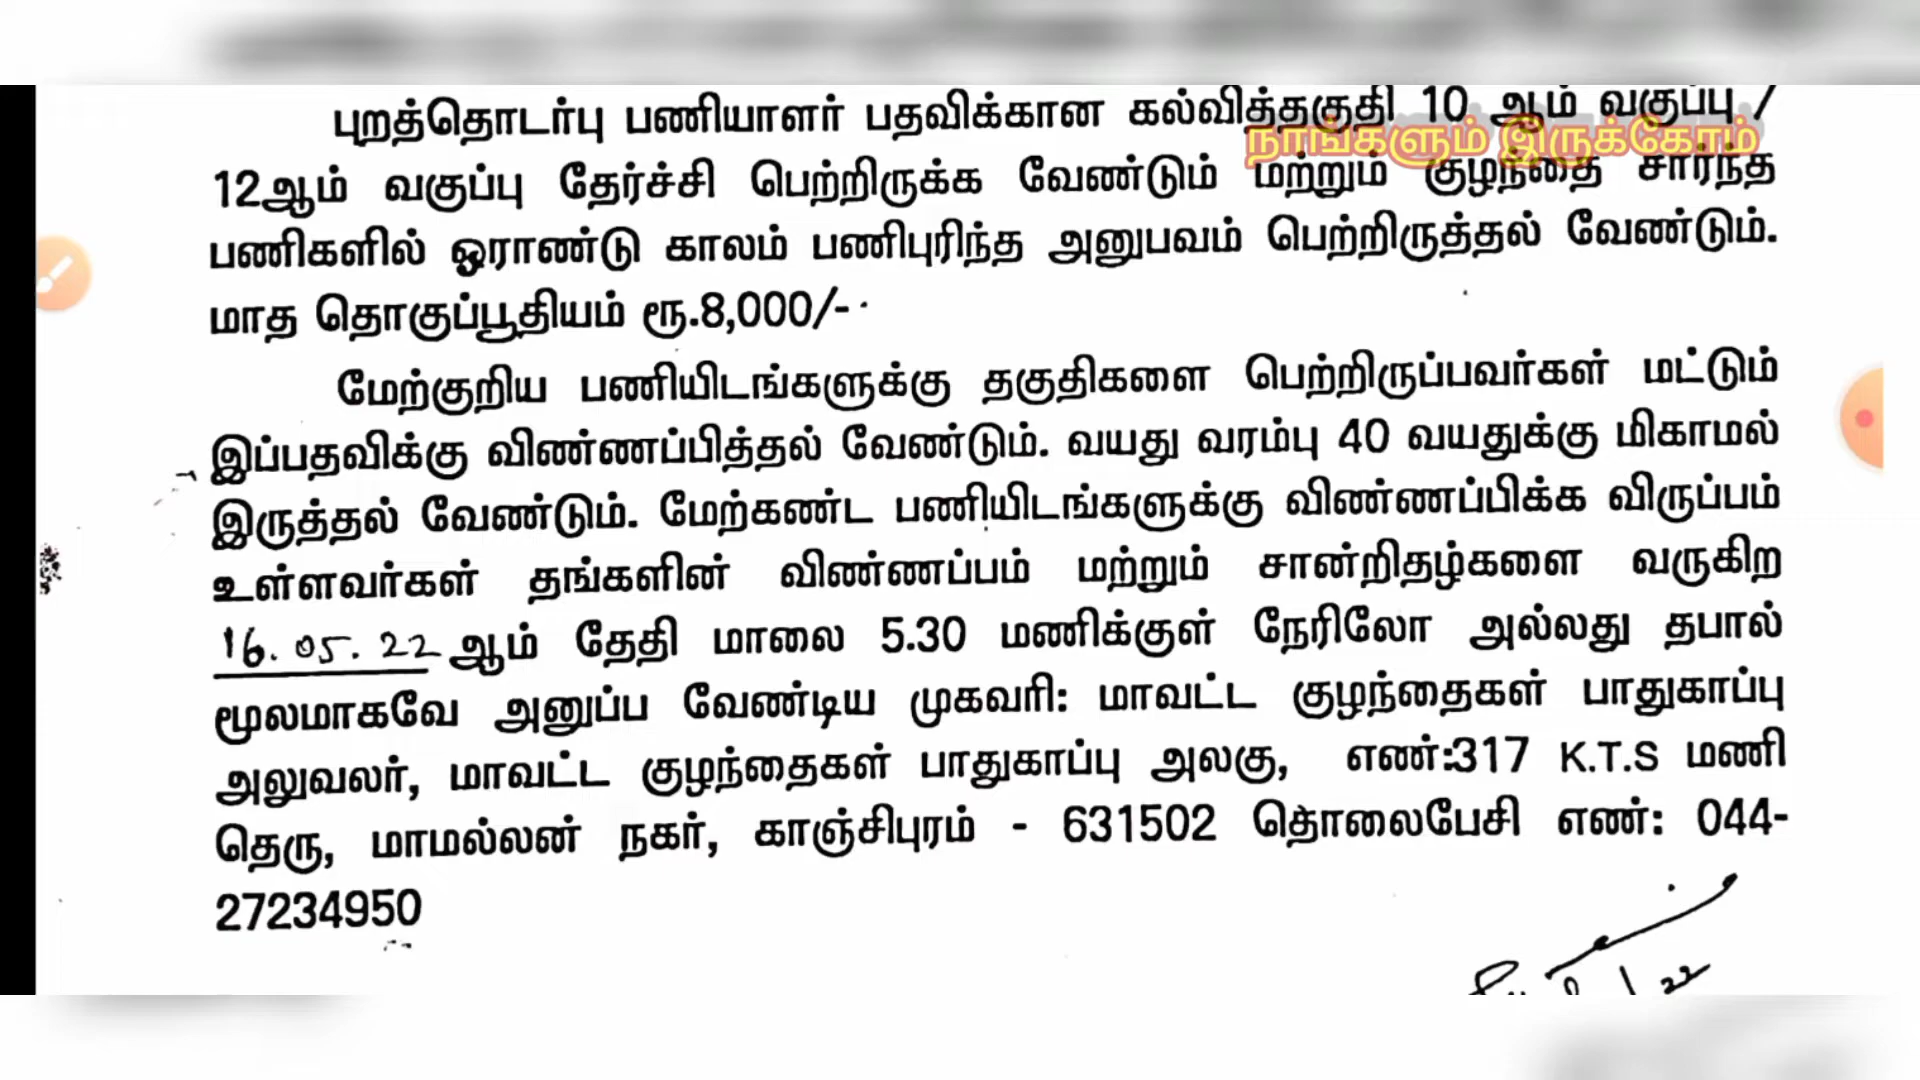 புறத்தொடர்பு பணியாளர் பதவிக்கான கல்வித்தகுதி 10 ஆம் வகுப்பு /
நாங்களும் இருக்கோம்
12ஆம் வகுப்பு தேர்ச்சி பெற்றிருக்க வேண்டும் மற்றும் குழந்தை சார்ந்த
பணிகளில் ஓராண்டு காலம் பணிபுரிந்த அனுபவம் பெற்றிருத்தல் வேண்டும்.
மாத தொகுப்பூதியம் ரூ.8,000/-
மேற்குறிய பணியிடங்களுக்கு தகுதிகளை பெற்றிருப்பவர்கள் மட்டும்
இப்பதவிக்கு விண்ணப்பித்தல் வேண்டும். வயது வரம்பு 40 வயதுக்கு மிகாமல்
இருத்தல் வேண்டும். மேற்கண்ட பணியிடங்களுக்கு விண்ணப்பிக்க விருப்பம்
உள்ளவர்கள் தங்களின் விண்ணப்பம் மற்றும் சான்றிதழ்களை வருகிற
16.05.22 ஆம் தேதி மாலை 5.30 மணிக்குள் நேரிலோ அல்லது தபால்
மூலமாகவே அனுப்ப வேண்டிய முகவரி: மாவட்ட குழந்தைகள் பாதுகாப்பு
அலுவலர், மாவட்ட குழந்தைகள் பாதுகாப்பு அலகு, எண்:317 K.T.S மணி
தெரு, மாமல்லன் நகர், காஞ்சிபுரம் - 631502 தொலைபேசி எண்: 044-
27234950